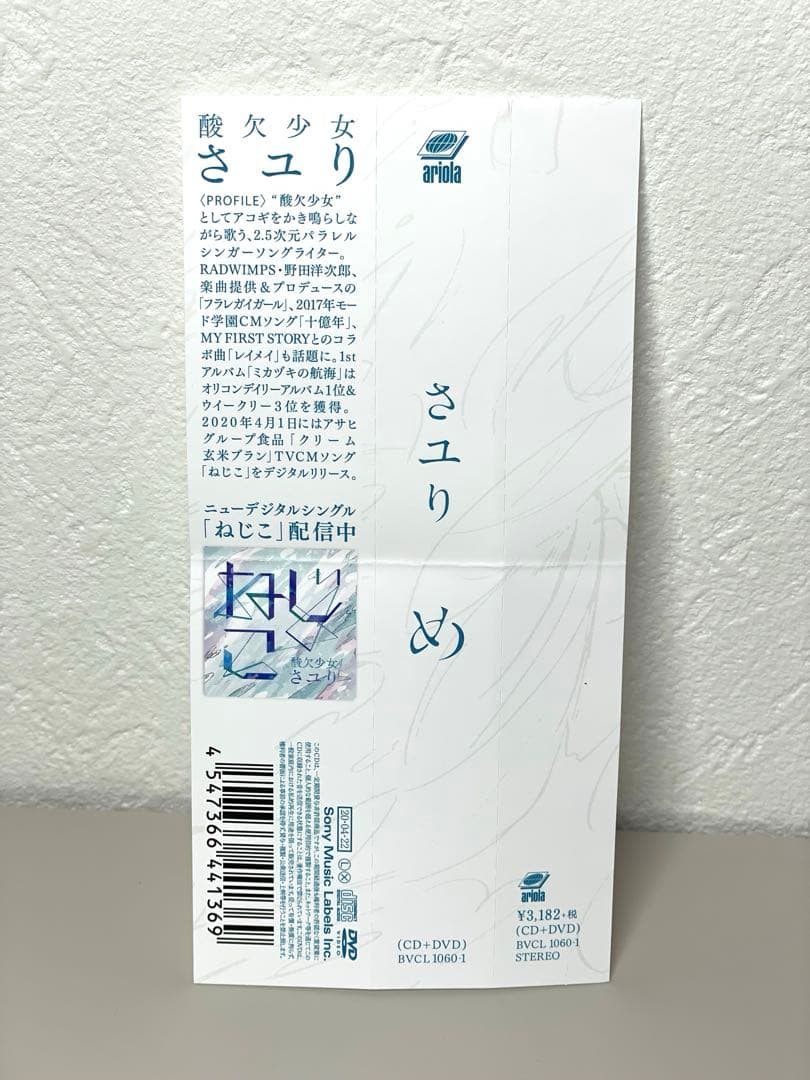 酸欠少女
さユり
〈PROFILE〉“酸欠少女”
としてアコギをかき鳴らしな
がら歌う、2.5次元パラレル
シンガーソングライター。
RADWIMPS・野田洋次郎、
楽曲提供&プロデュースの
「フラレガイガール」、2017年モー
ド学園CMソング「十億年」、
MY FIRST STORYとのコラ
ボ曲「レイメイ」も話題に。1st
アルバム「ミカヅキの航海」は
オリコンデイリーアルバム1位&
ウイークリー3位を獲得。
2020年4月1日にはアサヒ
グループ食品「クリーム
玄米ブラン」TVCMソング
「ねじこ」をデジタルリリース。
ニューデジタルシングル
「ねじこ」配信中
酸欠少女
さユり
4 547366 441369
20·04·22
Ⓛ
Sony Music Labels Inc.
COMPACT
disc
DIGITAL AUDIO
DVD
VIDEO
ariola
さユり
め
(CD+DVD)
BVCL 1060·1
ariola
¥3,182+税
(CD+DVD)
BVCL 1060·1
STEREO